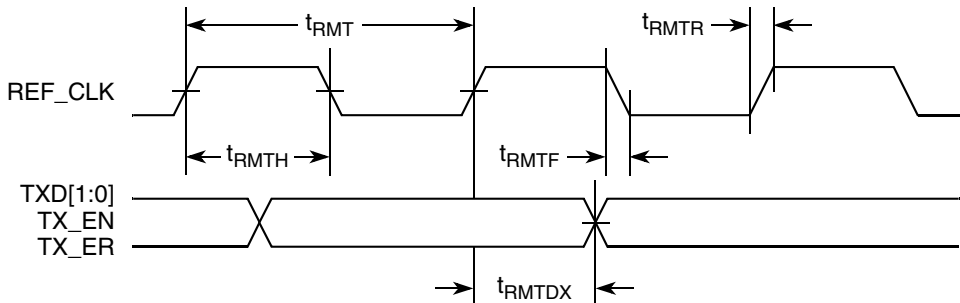 tRMT
tRMTR
REF_CLK
tRMTH
tRMTF
TXD[1:0]
TX_EN
TX_ER
tRMTDX